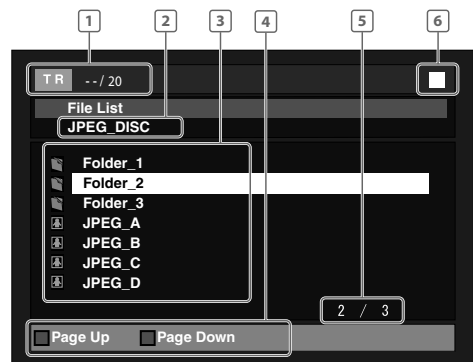 1 2 3 4 5 6
TR --/20
File List
JPEG_DISC
Folder_1
Folder_2
Folder_3
JPEG_A
JPEG_B
JPEG_C
JPEG_D
2 / 3
Page Up Page Down